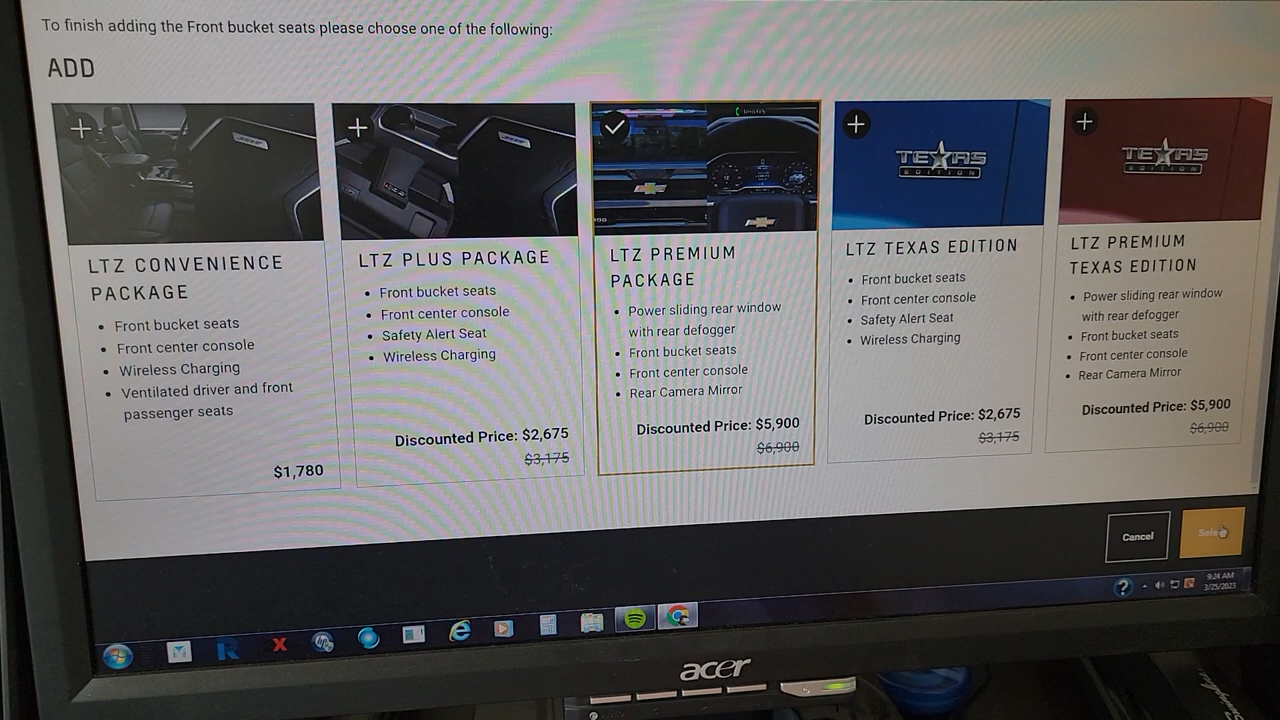 To finish adding the Front bucket seats please choose one of the following:
ADD
LTZ CONVENIENCE
PACKAGE
Front bucket seats
Front center console
Wireless Charging
Ventilated driver and front
passenger seats
$1,780
LTZ PLUS PACKAGE
Front bucket seats
Front center console
Safety Alert Seat
Wireless Charging
Discounted Price: $2,675
$3,175
LTZ PREMIUM
PACKAGE
Power sliding rear window
with rear defogger
Front bucket seats
Front center console
Rear Camera Mirror
Discounted Price: $5,900
$6,900
TEXAS
EDITION
LTZ TEXAS EDITION
Front bucket seats
Front center console
Safety Alert Seat
Wireless Charging
Discounted Price: $2,675
$3,175
TEXAS
EDITION
LTZ PREMIUM
TEXAS EDITION
Power sliding rear window
with rear defogger
Front bucket seats
Front center console
Rear Camera Mirror
Discounted Price: $5,900
$6,900
Cancel
9:24 AM
3/25/2023
acer